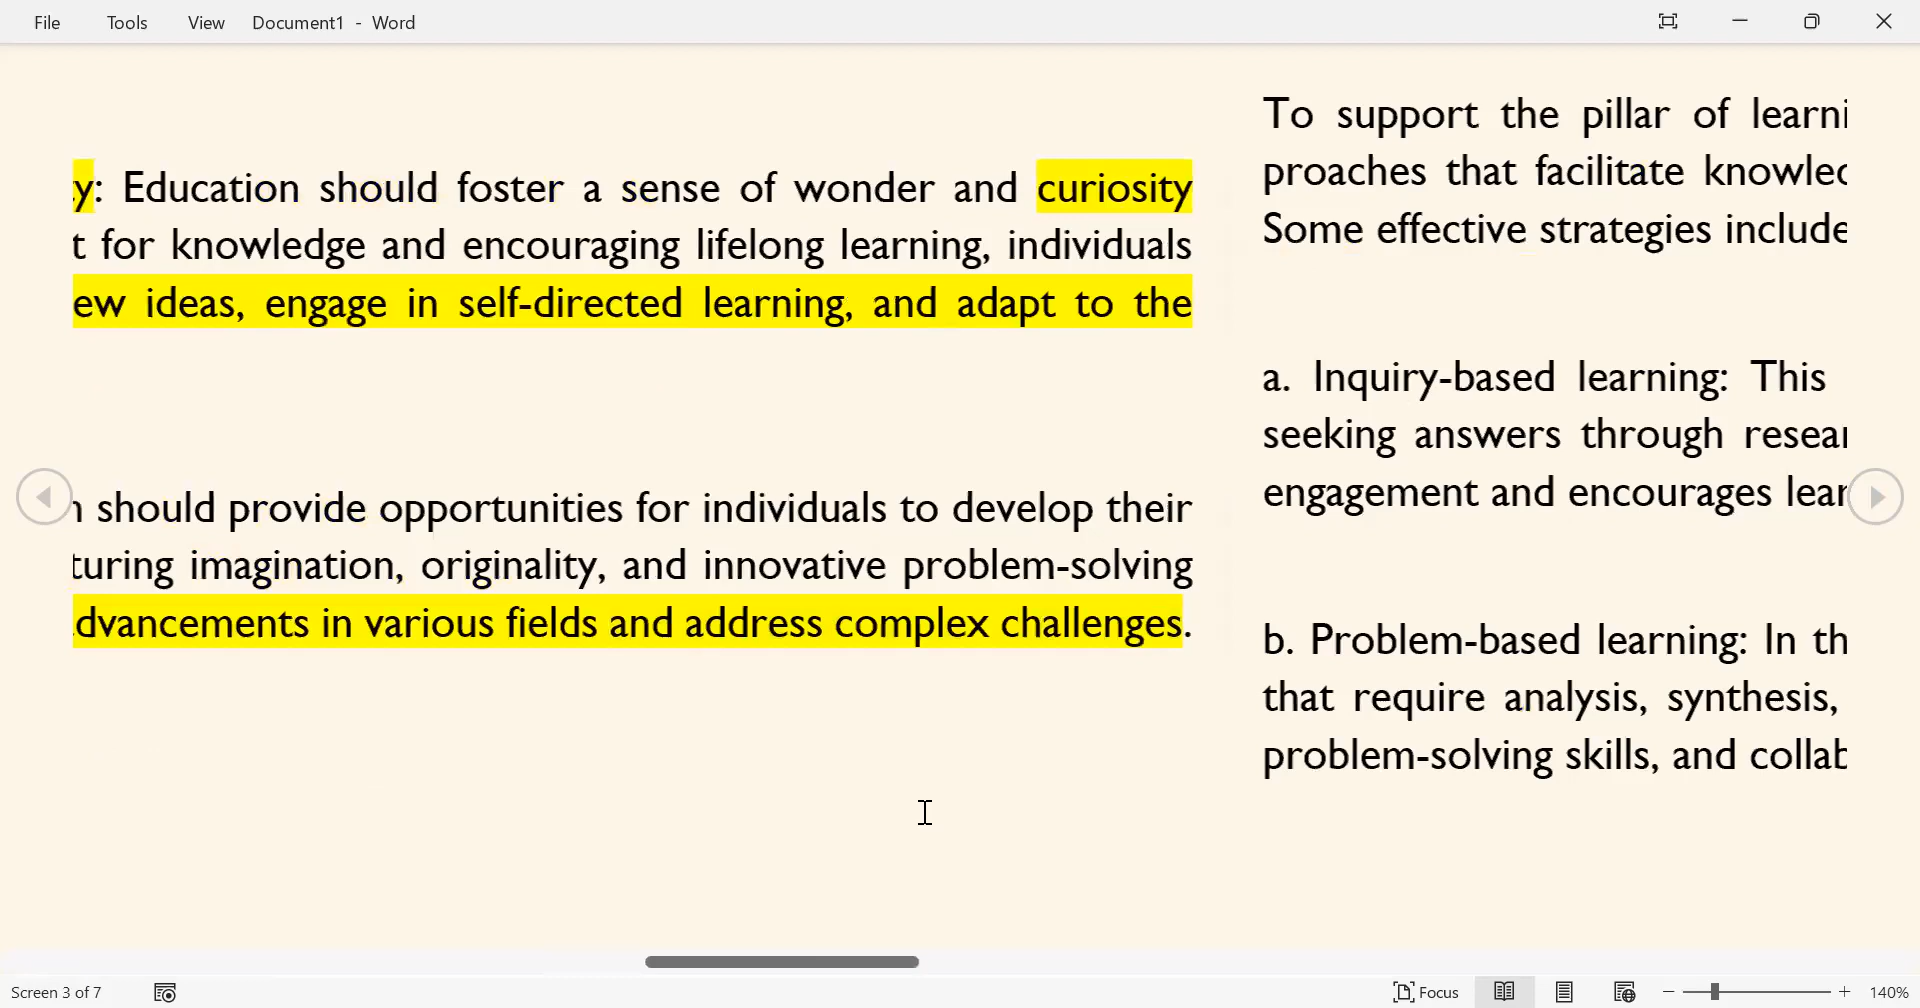 File Tools View Document1 - Word
y: Education should foster a sense of wonder and curiosity
t for knowledge and encouraging lifelong learning, individuals
ew ideas, engage in self-directed learning, and adapt to the
should provide opportunities for individuals to develop their
turing imagination, originality, and innovative problem-solving
dvancements in various fields and address complex challenges.
To support the pillar of learni
proaches that facilitate knowled
Some effective strategies include
a. Inquiry-based learning: This
seeking answers through resear
engagement and encourages lear
b. Problem-based learning: In th
that require analysis, synthesis,
problem-solving skills, and collab
Screen 3 of 7 Focus 140%